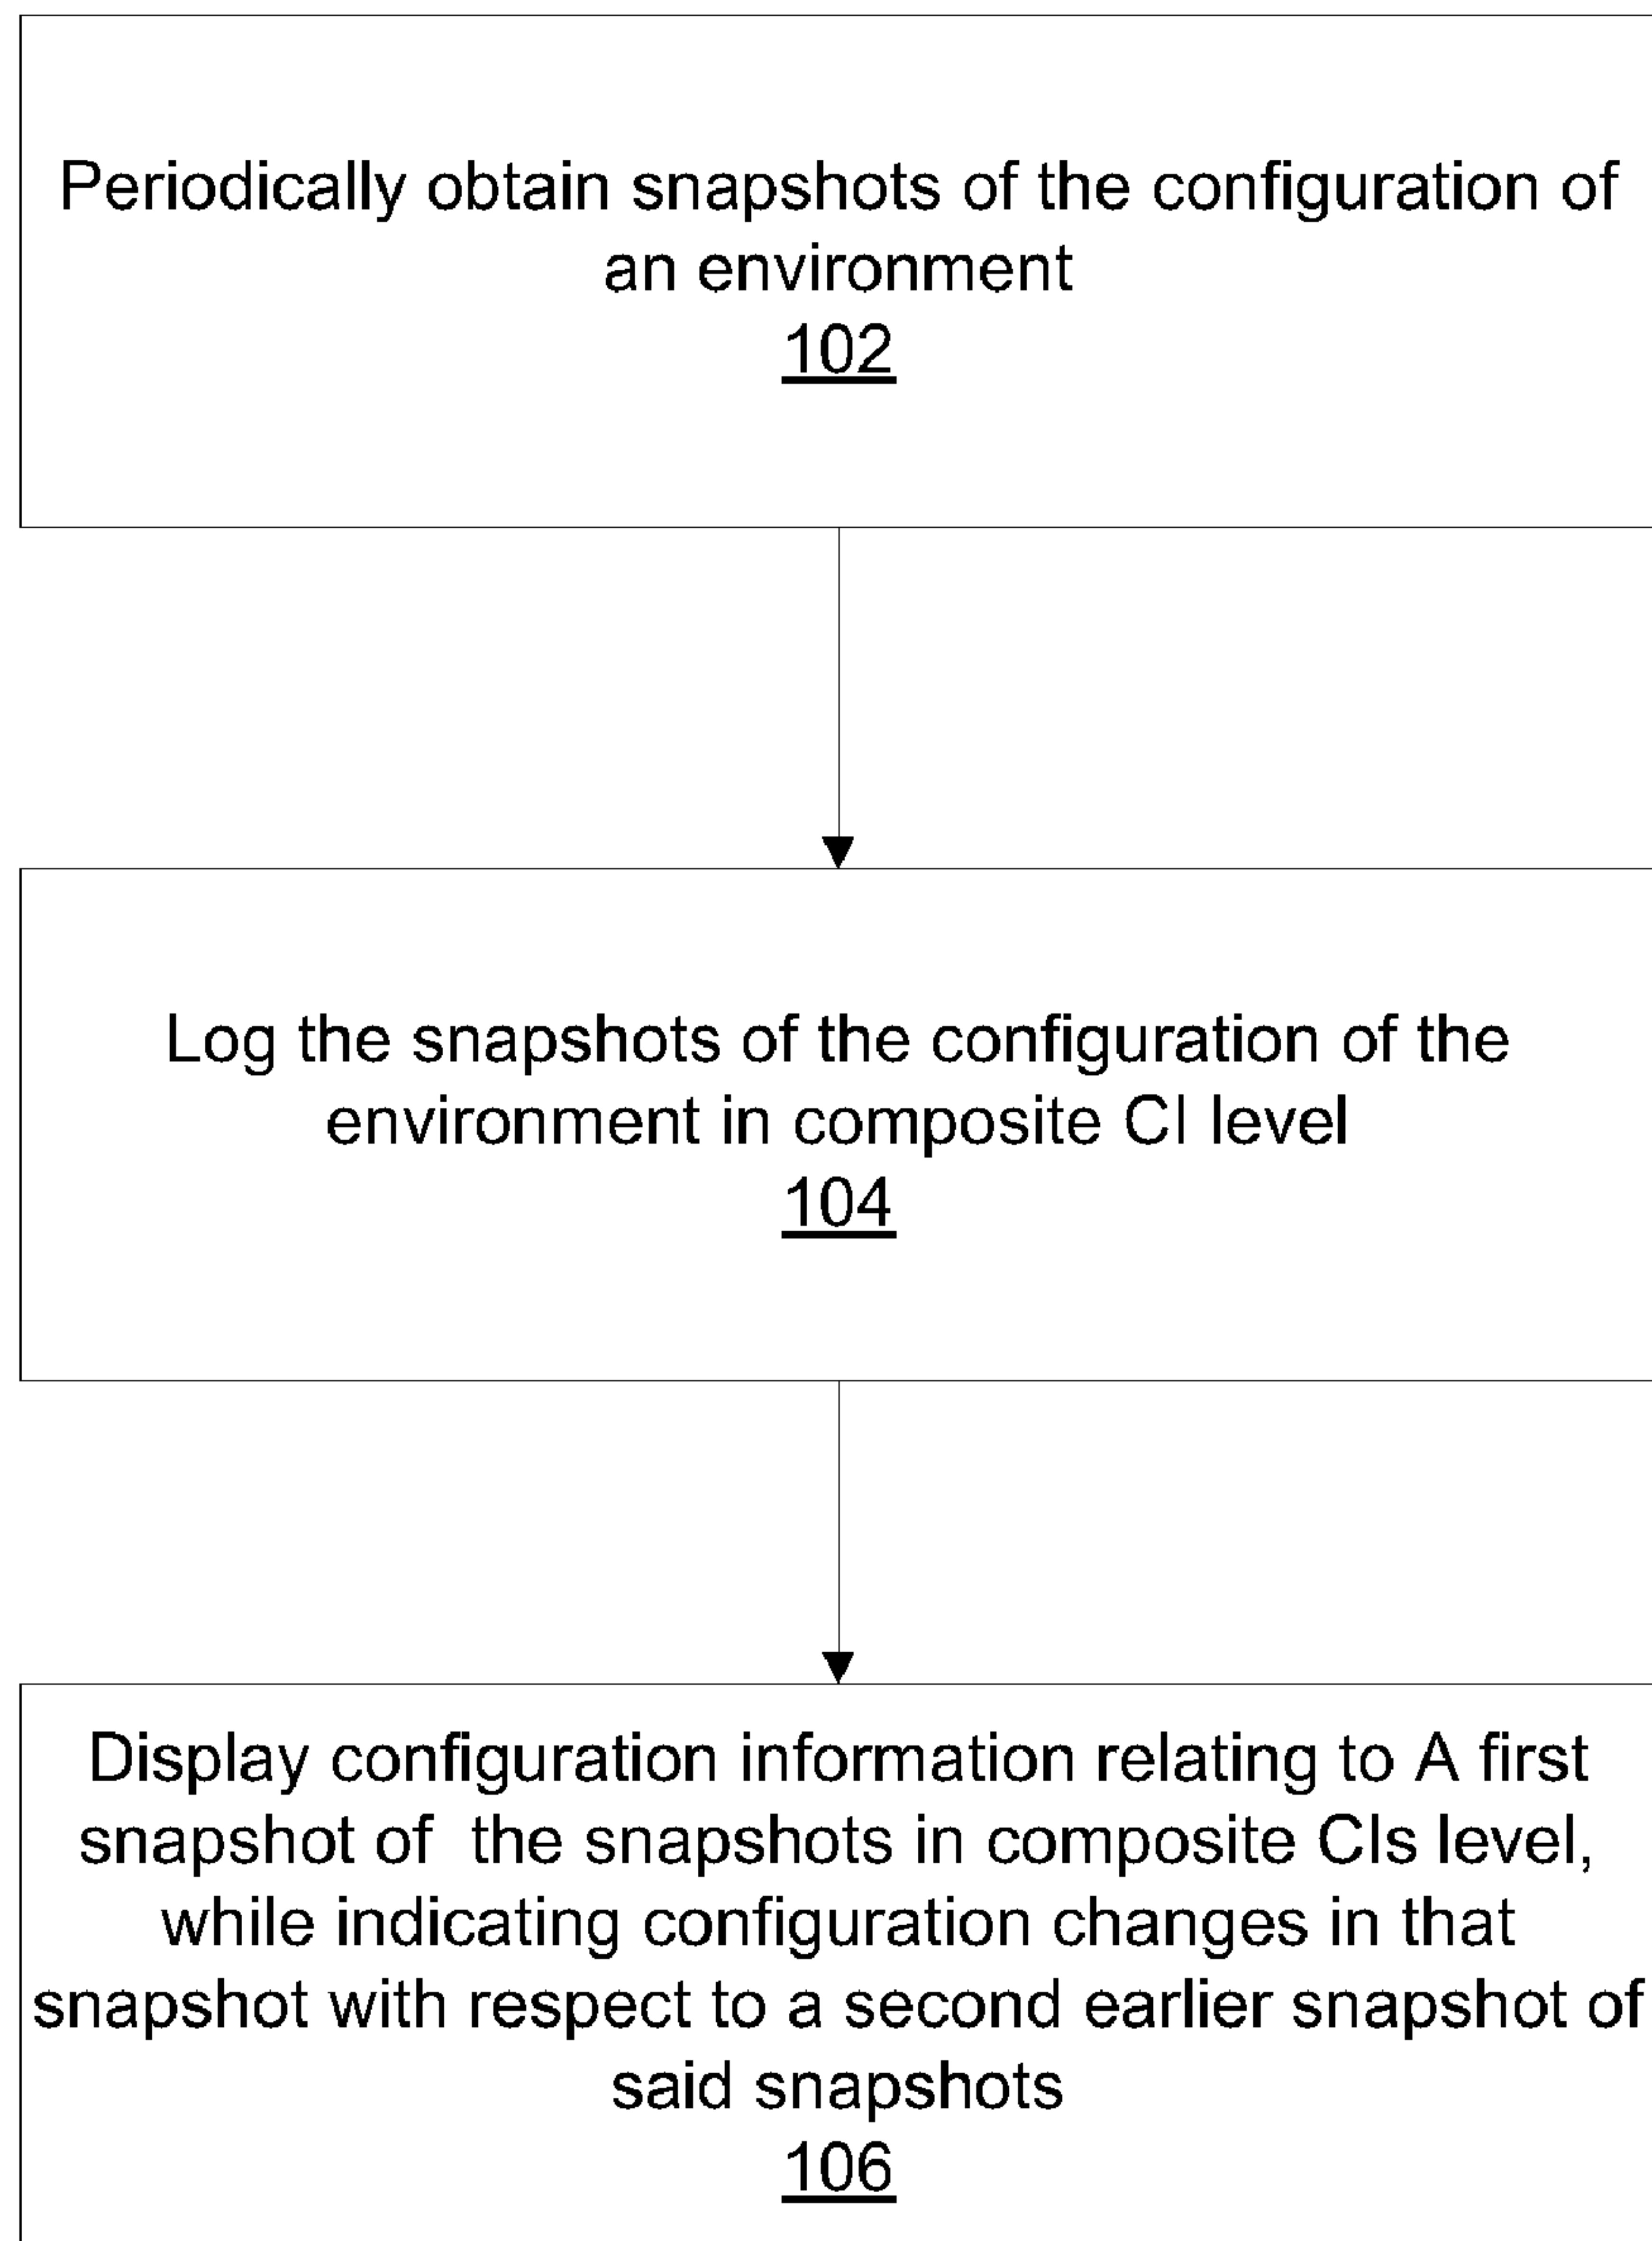 Periodically obtain snapshots of the configuration of
an environment
102
Log the snapshots of the configuration of the
environment in composite CI level
104
Display configuration information relating to A first
snapshot of  the snapshots in composite CIs level,
while indicating configuration changes in that
snapshot with respect to a second earlier snapshot of
said snapshots
106